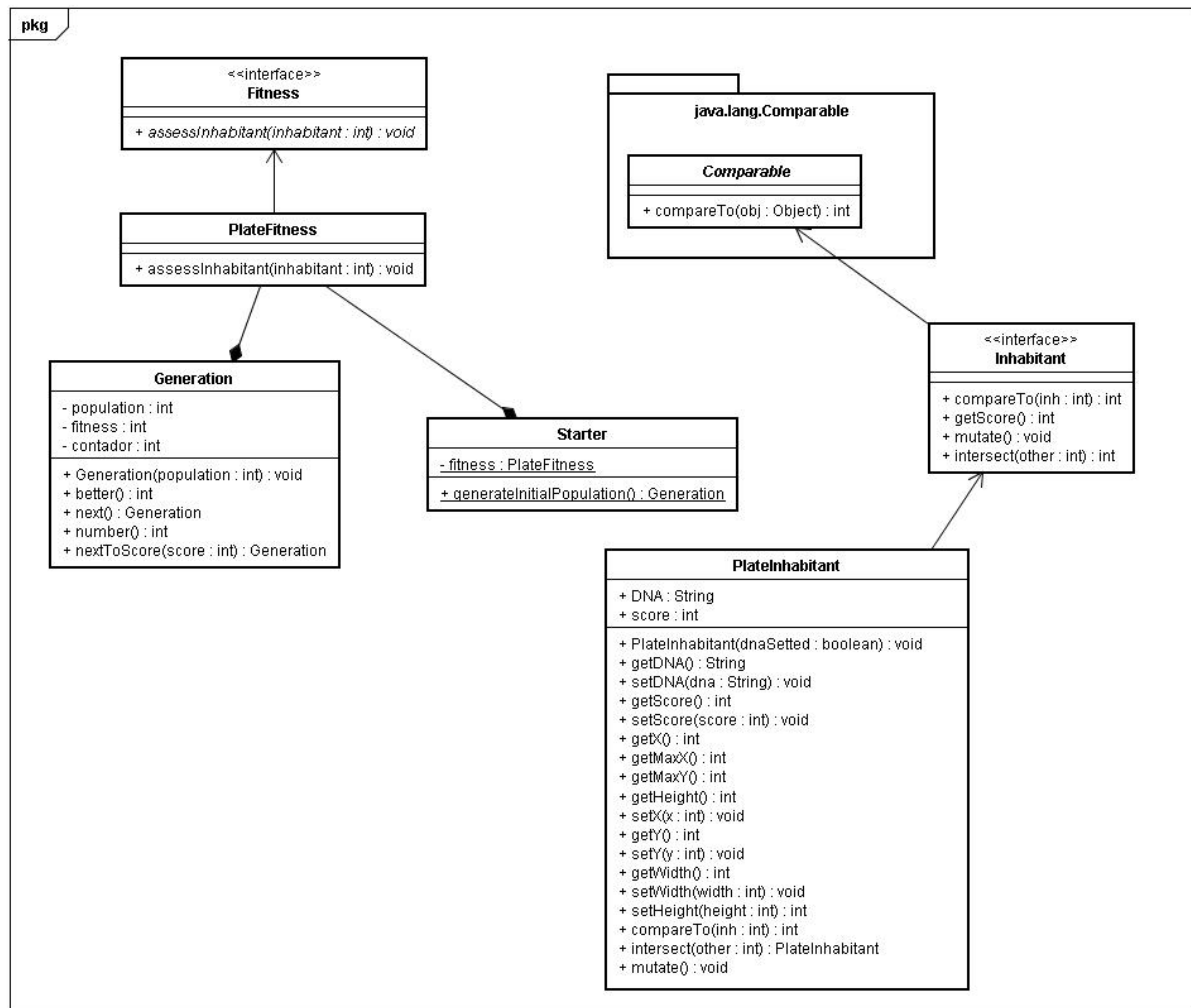 pkg
<<interface>>
Fitness
+ assessInhabitant(inhabitant : int) : void
PlateFitness
+ assessInhabitant(inhabitant : int) : void
Generation
- population : int
- fitness : int
- contador : int
+ Generation(population : int) : void
+ better() : int
+ next() : Generation
+ number() : int
+ nextToScore(score : int) : Generation
Starter
- fitness : PlateFitness
+ generateInitialPopulation() : Generation
java.lang.Comparable
Comparable
+ compareTo(obj : Object) : int
<<interface>>
Inhabitant
+ compareTo(inh : int) : int
+ getScore() : int
+ mutate() : void
+ intersect(other : int) : int
PlateInhabitant
+ DNA : String
+ score : int
+ PlateInhabitant(dnaSetted : boolean) : void
+ getDNA() : String
+ setDNA(dna : String) : void
+ getScore() : int
+ setScore(score : int) : void
+ getX() : int
+ getMaxX() : int
+ getMaxY() : int
+ getHeight() : int
+ setX(x : int) : void
+ getY() : int
+ setY(y : int) : void
+ getWidth() : int
+ setWidth(width : int) : void
+ setHeight(height : int) : int
+ compareTo(inh : int) : int
+ intersect(other : int) : PlateInhabitant
+ mutate() : void